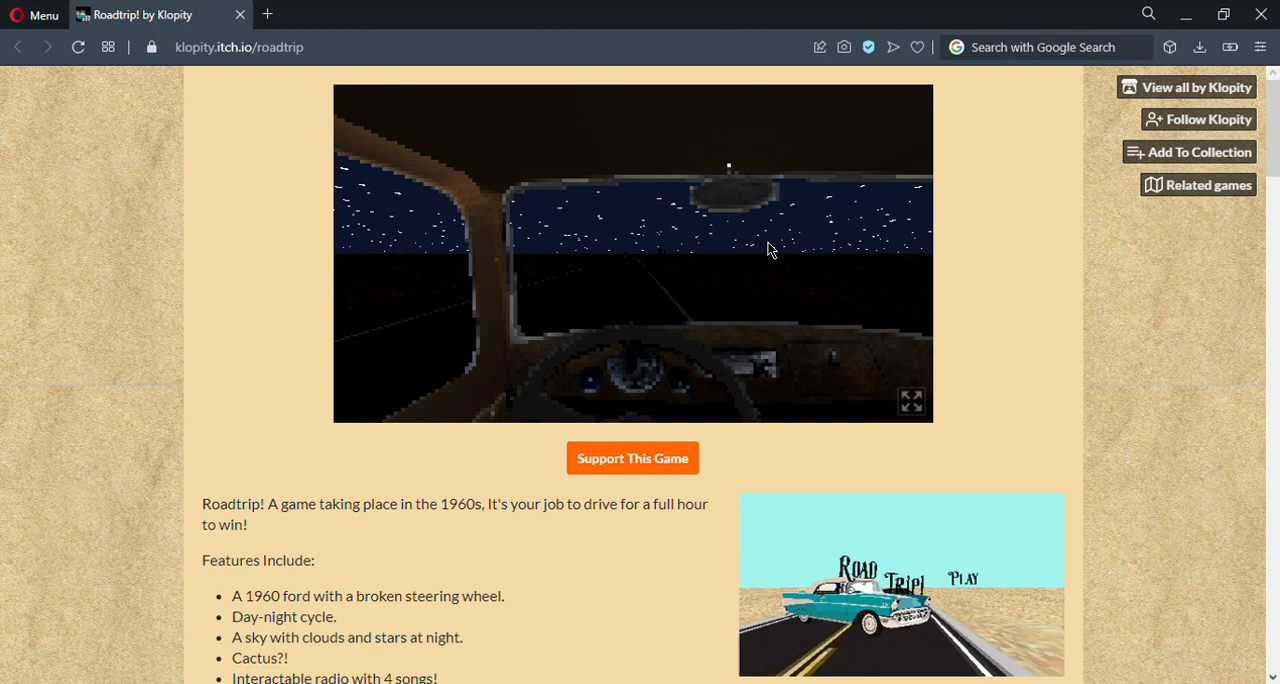 Menu
Roadtrip! by Klopity
klopity.itch.io/roadtrip
Search with Google Search
View all by Klopity
Follow Klopity
Add To Collection
Related games
Support This Game
Roadtrip! A game taking place in the 1960s, It's your job to drive for a full hour
to win!
Features Include:
• A 1960 ford with a broken steering wheel.
• Day-night cycle.
• A sky with clouds and stars at night.
• Cactus?!
• Interactable radio with 4 songs!
ROAD
TRIP!
PLAY